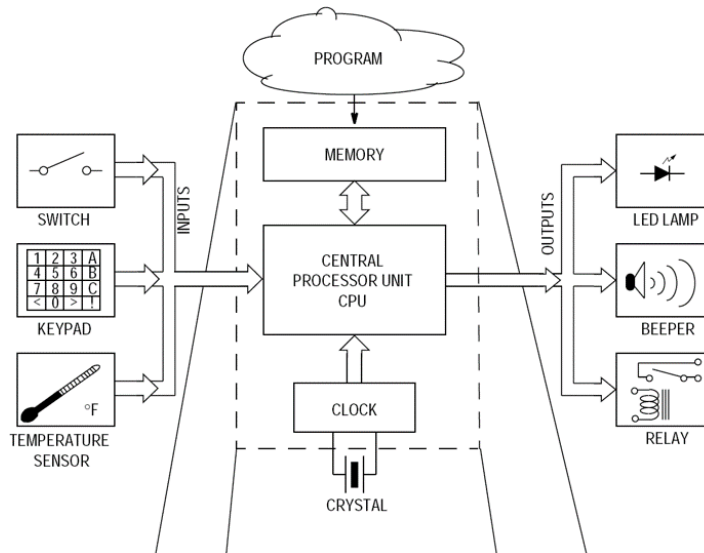 PROGRAM
MEMORY
SWITCH
INPUTS
OUTPUTS
LED LAMP
1 2 3 A
4 5 6 B
7 8 9 C
< 0 > !
KEYPAD
CENTRAL
PROCESSOR UNIT
CPU
BEEPER
°F
TEMPERATURE
SENSOR
CLOCK
RELAY
CRYSTAL